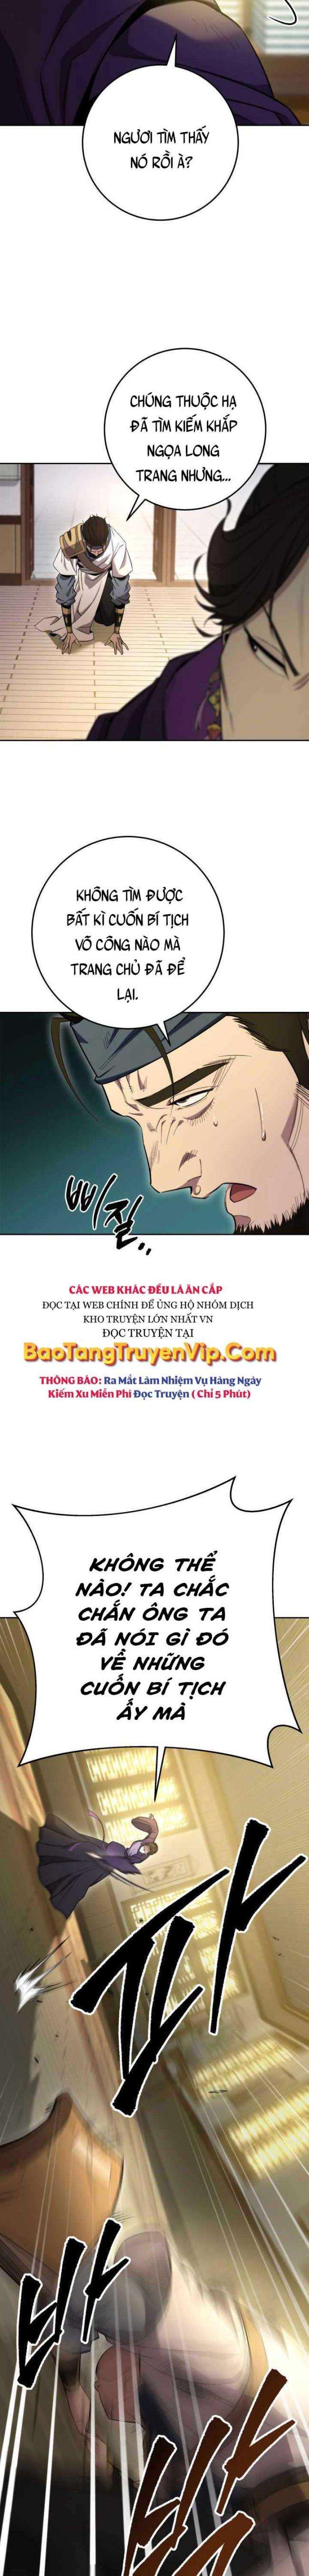 NGƯƠI TÌM THẤY
NÓ RỒI À?
CHÚNG THUỘC HẠ
ĐÃ TÌM KIẾM KHẮP
NGỌA LONG
TRANG NHƯNG...
KHÔNG TÌM ĐƯỢC
BẤT KÌ CUỐN BÍ TỊCH
VÕ CÔNG NÀO MÀ
TRANG CHỦ ĐÃ ĐỂ
LẠI.
삐질..
CÁC WEB KHÁC ĐỀU LÀ ĂN CẮP
ĐỌC TẠI WEB CHÍNH ĐỂ ỦNG HỘ NHÓM DỊCH
KHO TRUYỆN LỚN NHẤT VN
ĐỌC TRUYỆN TẠI
BaoTangTruyenVip.Com
THÔNG BÁO: Ra Mắt Làm Nhiệm Vụ Hàng Ngày
Kiếm Xu Miễn Phí Đọc Truyện ( Chỉ 5 Phút)
KHÔNG THỂ
NÀO! TA CHẮC
CHẮN ÔNG TA
ĐÃ NÓI GÌ ĐÓ
VỀ NHỮNG
CUỐN BÍ TỊCH
ẤY MÀ